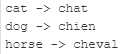 cat -> chat
dog -> chien
horse -> cheval